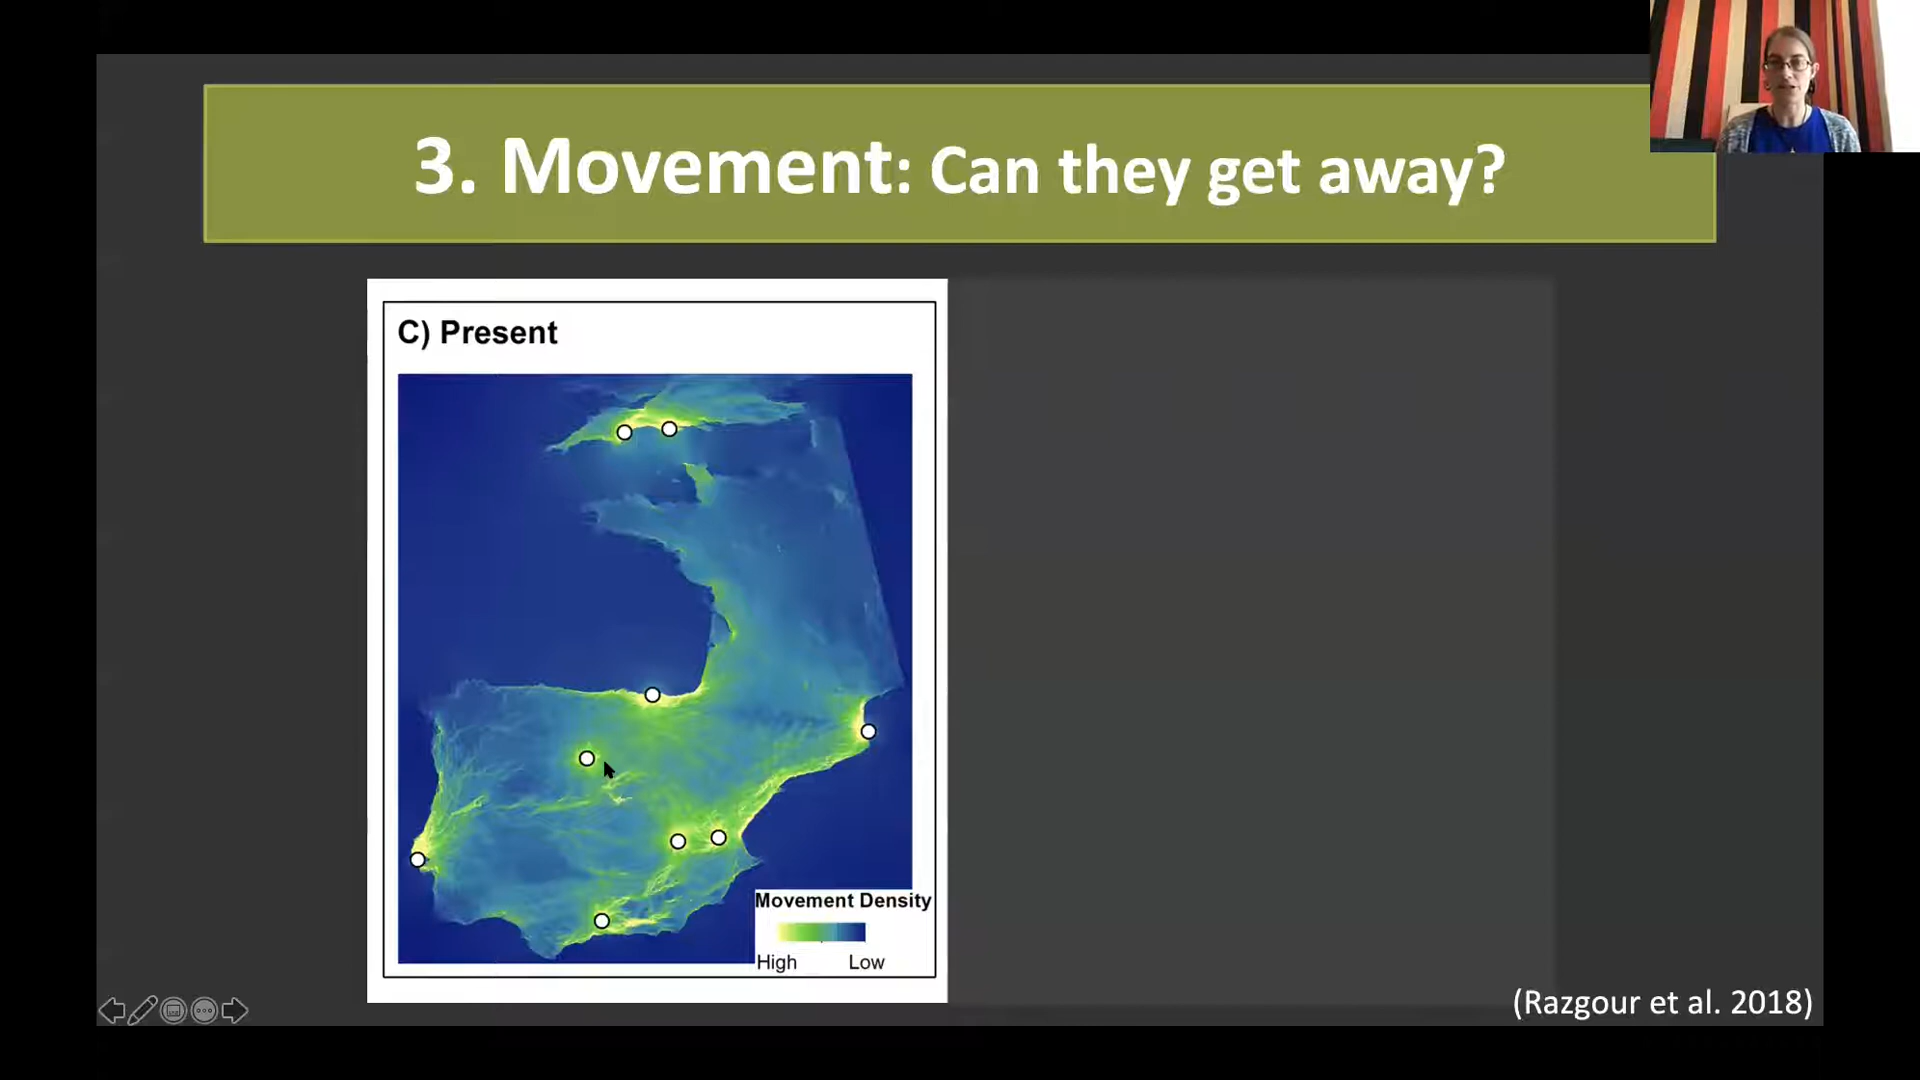 3. Movement: Can they get away?
C) Present
Movement Density
High Low
(Razgour et al. 2018)